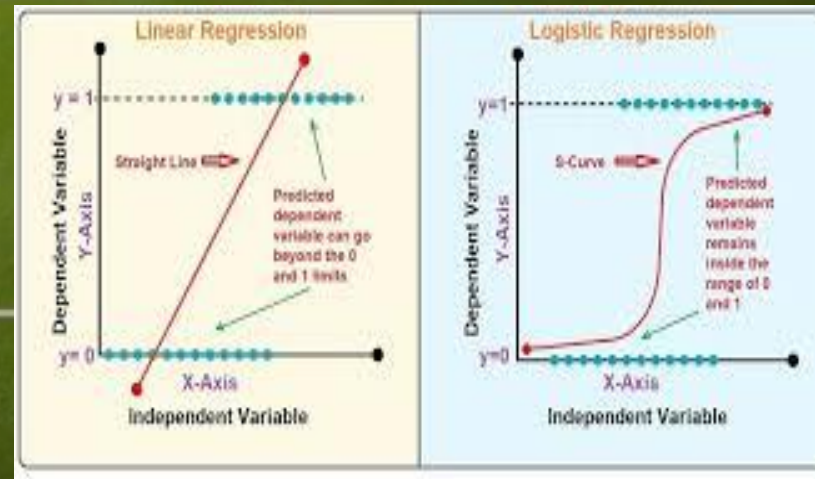 Linear Regression
y = 1
Straight Line
Predicted
dependent
variable can go
beyond the 0
and 1 limits
Dependent Variable
Y-Axis
y= 0
X-Axis
Independent Variable
Logistic Regression
y=1
S-Curve
Predicted
dependent
variable
remains
inside the
range of 0
and 1
Dependent Variable
Y-Axis
y=0
X-Axis
Independent Variable